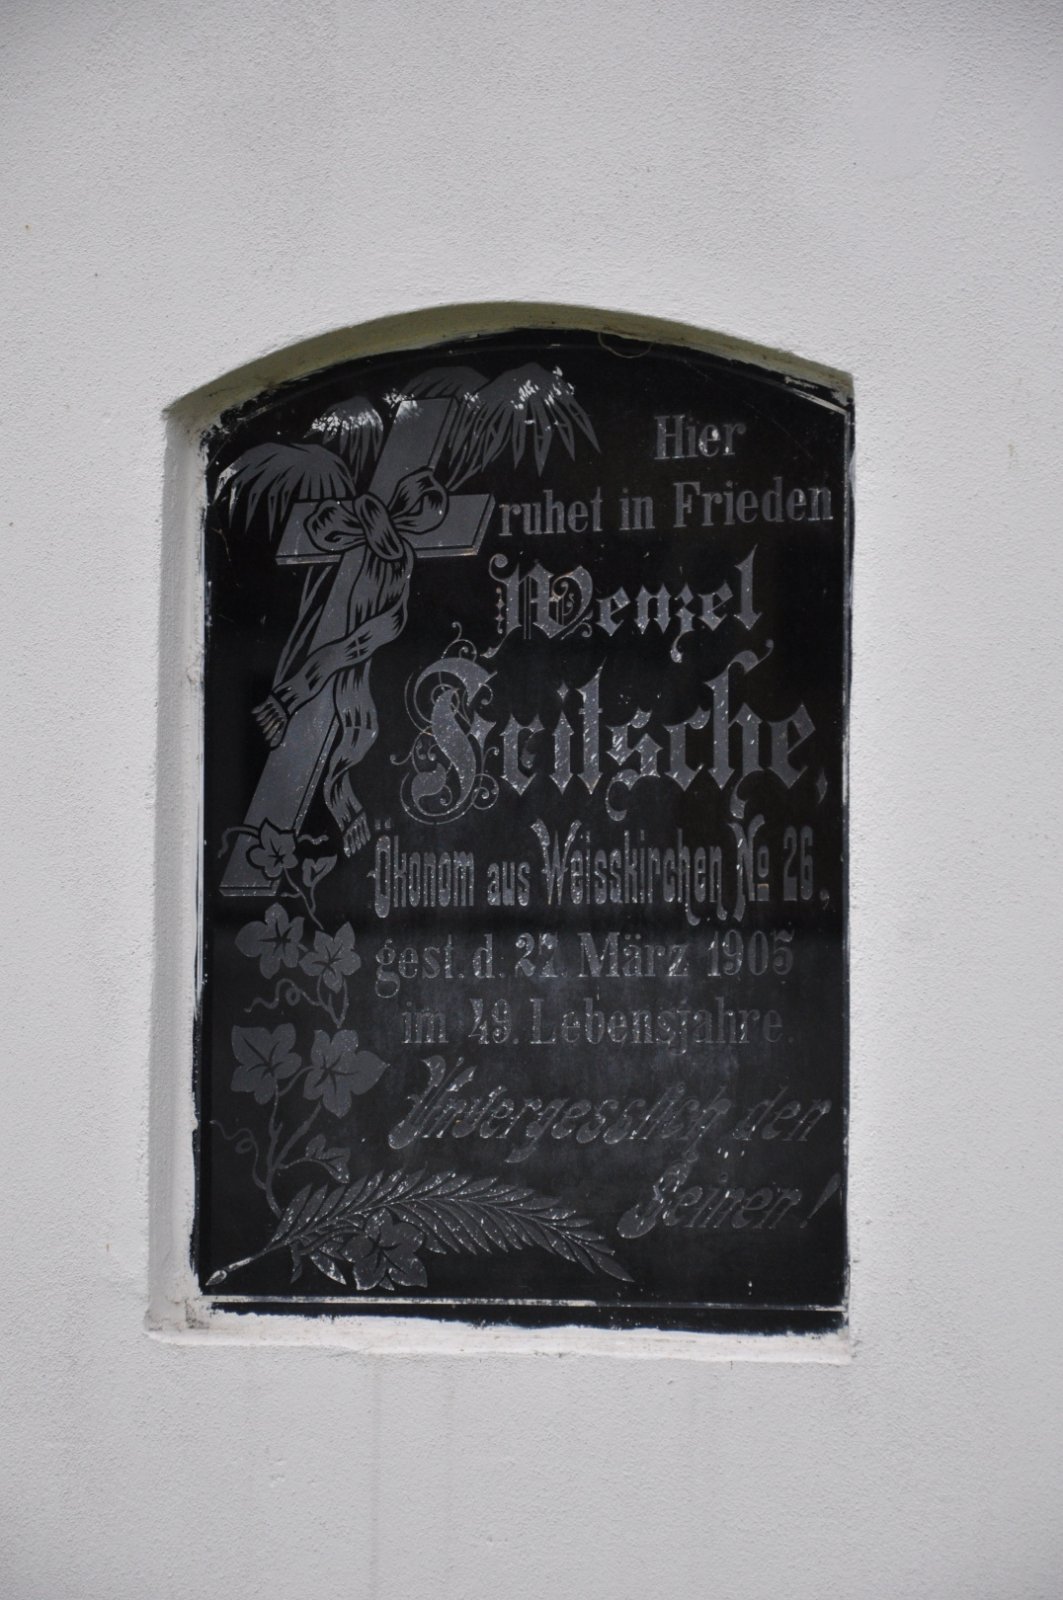 Hier
ruhet in Frieden
Wenzel
Fritsche,
Ökonom aus Weisskirchen No 26.
gest. d. 22. März 1905
im 49. Lebensjahre.
Unvergesslich den
Seinen!